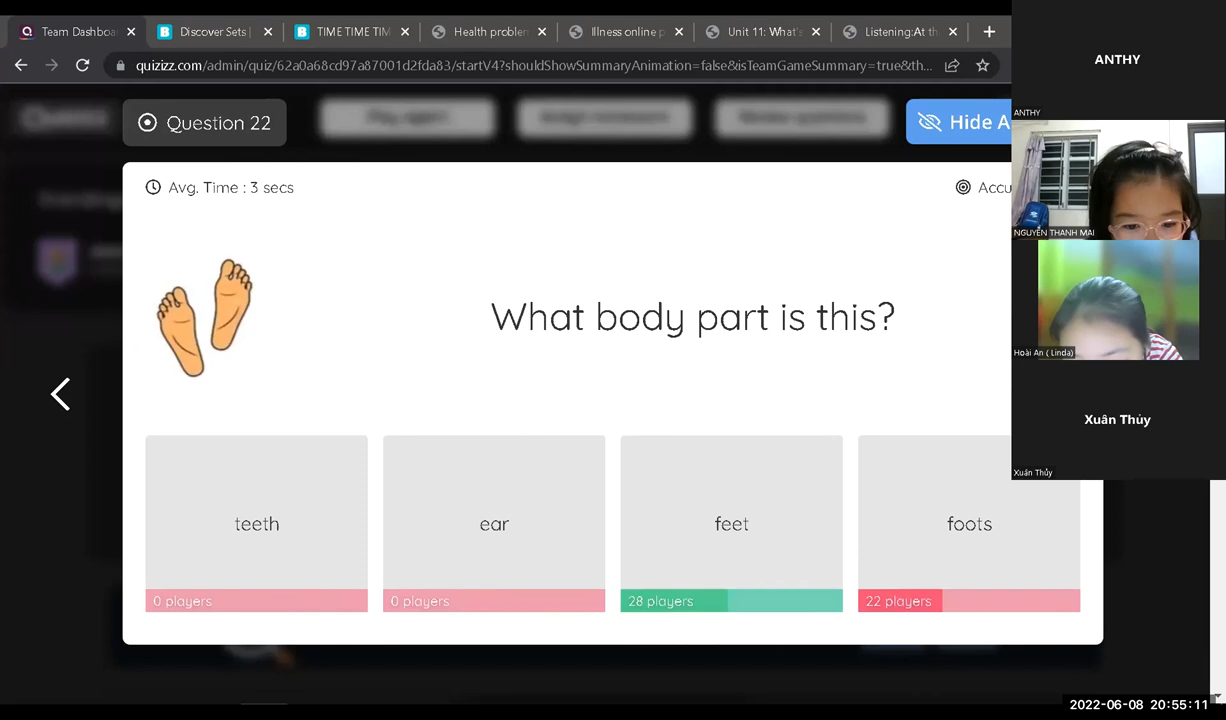 Team Dashboa
Discover Sets |
TIME TIME TIM
Health probler
Illness online p
Unit 11: What's
Listening:At th
quizizz.com/admin/quiz/62a0a68cd97a87001d2fda83/startV4?shouldShowSummaryAnimation=false&isTeamGameSummary=true&th...
Question 22
Hide A
Avg. Time : 3 secs
Accu
What body part is this?
teeth
ear
feet
foots
0 players
0 players
28 players
22 players
ANTHY
ANTHY
NGUYEN THANH MAI
Hoài An ( Linda)
Xuân Thủy
Xuân Thủy
2022-06-08 20:55:11